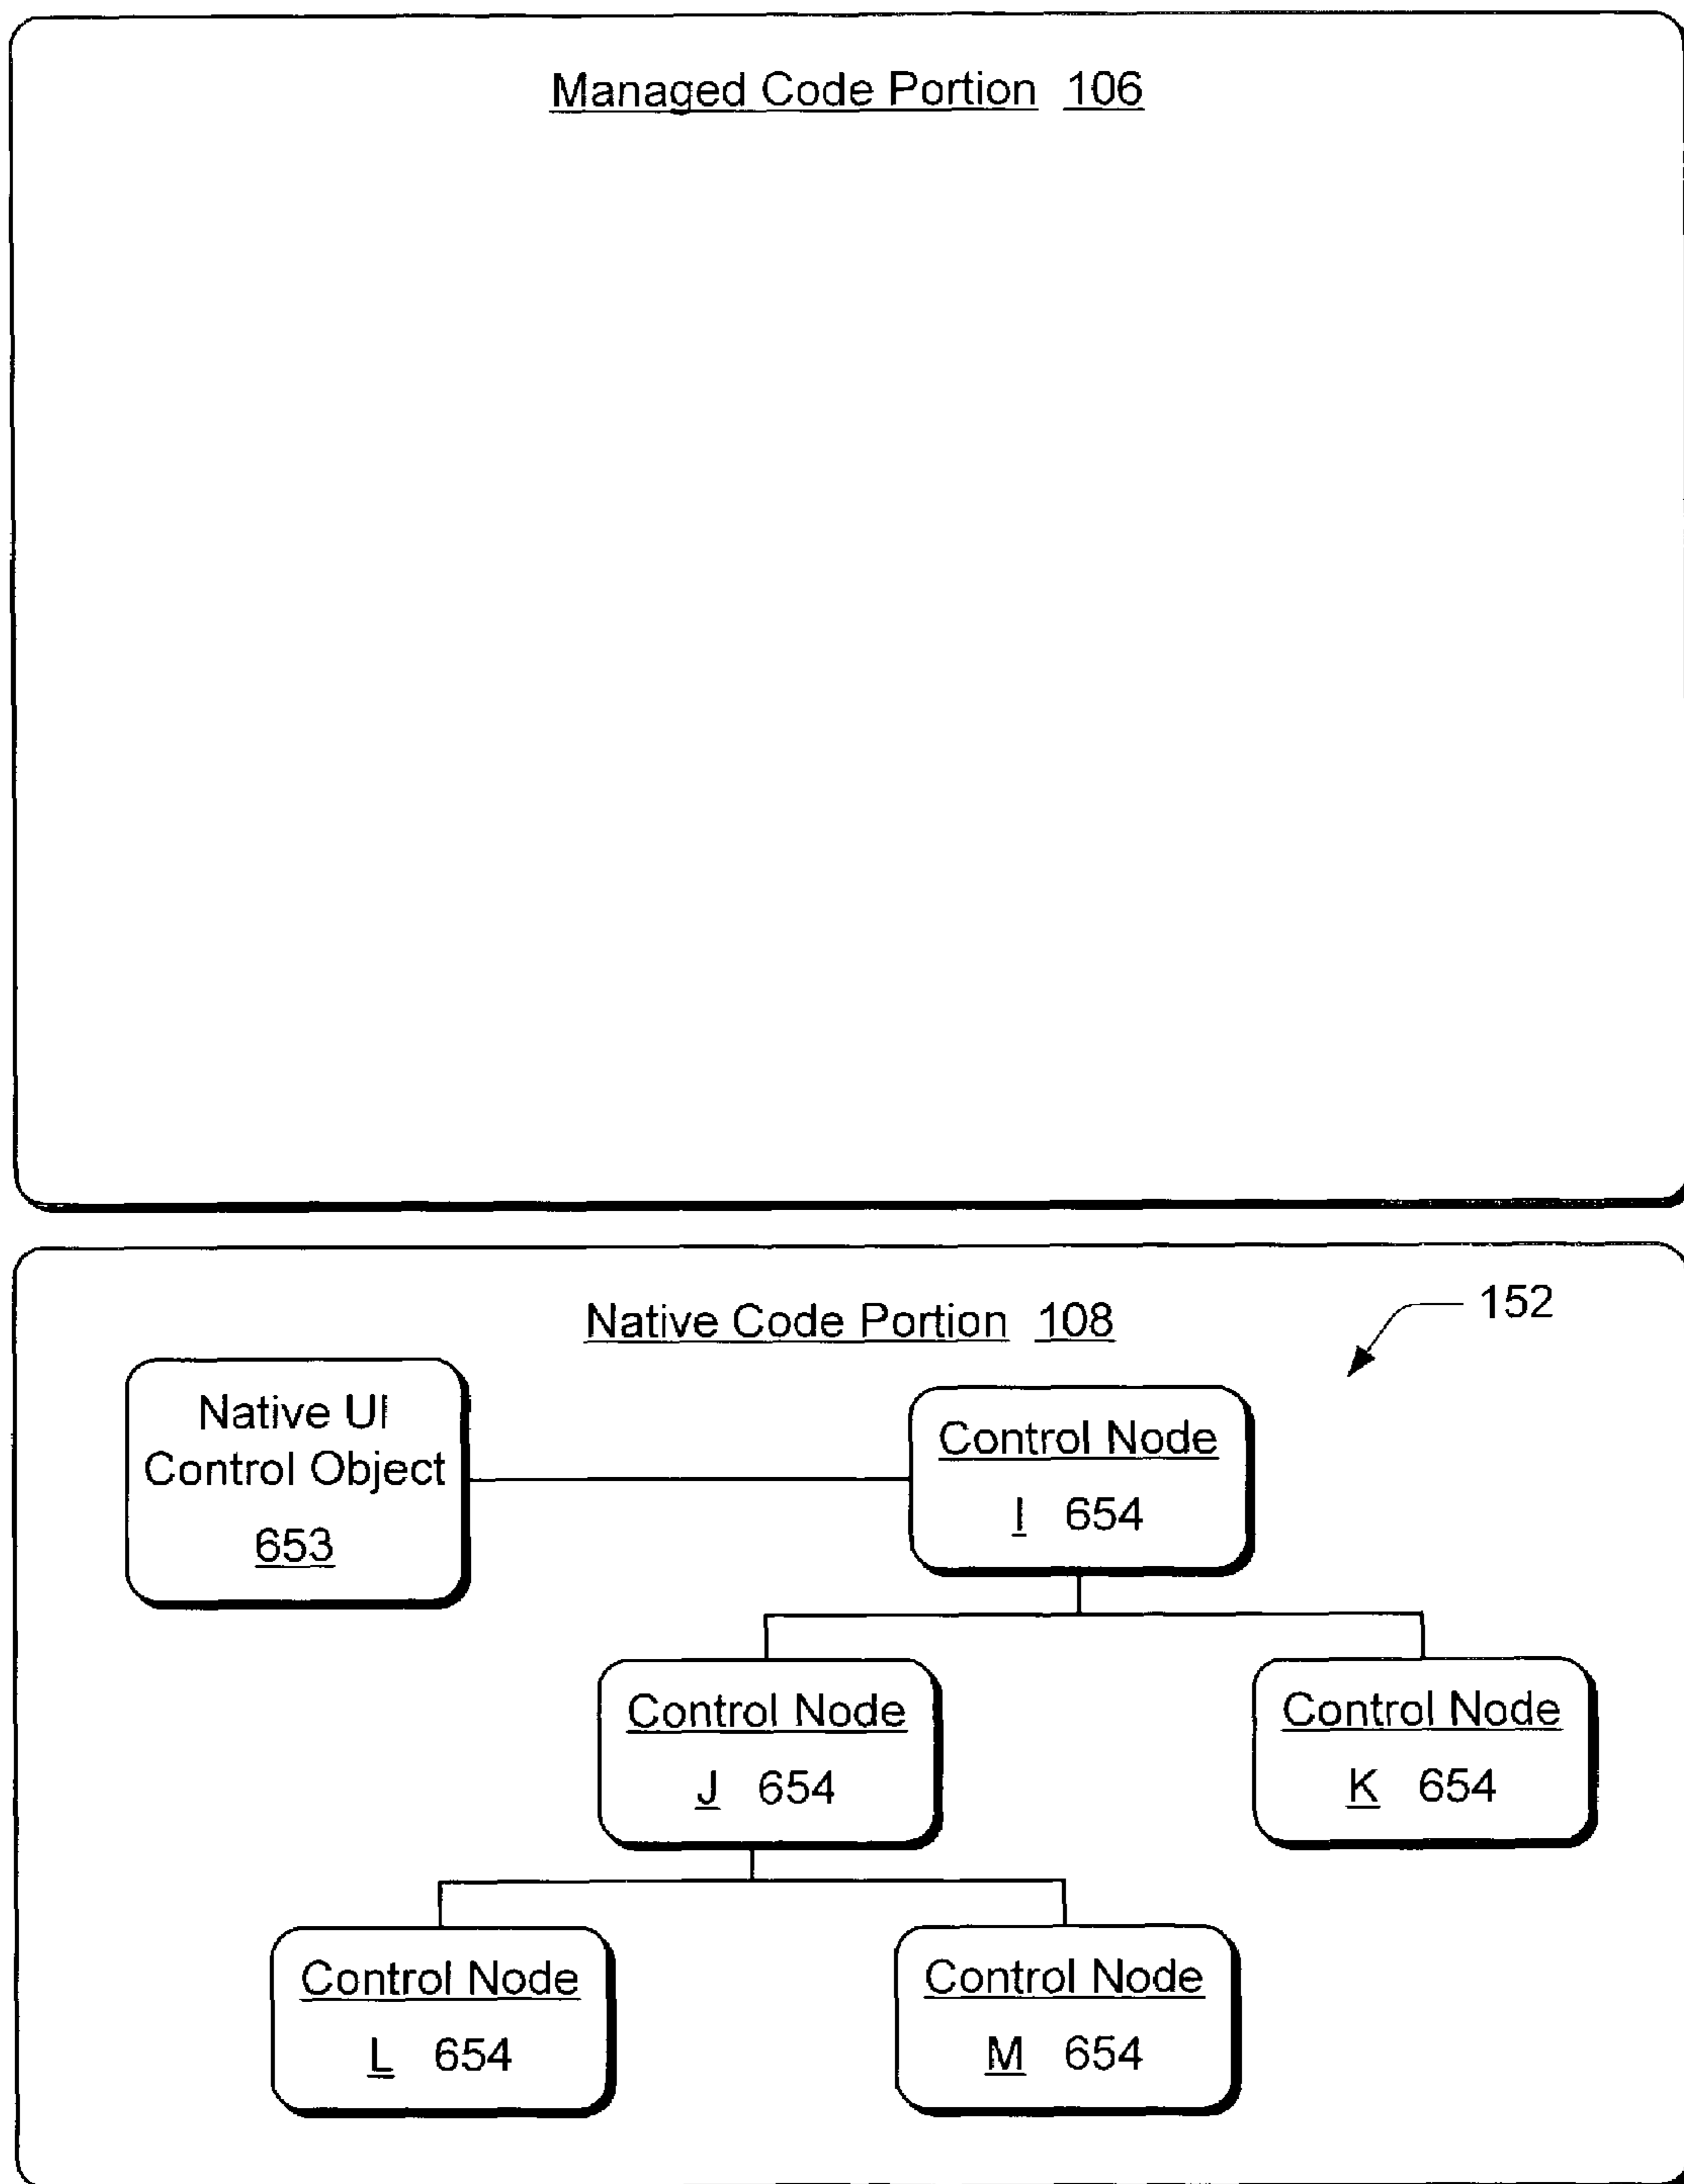 Managed Code Portion 106
Native Code Portion 108
152
Native UI
Control Object
653
Control Node
I 654
Control Node
J 654
Control Node
K 654
Control Node
L 654
Control Node
M 654